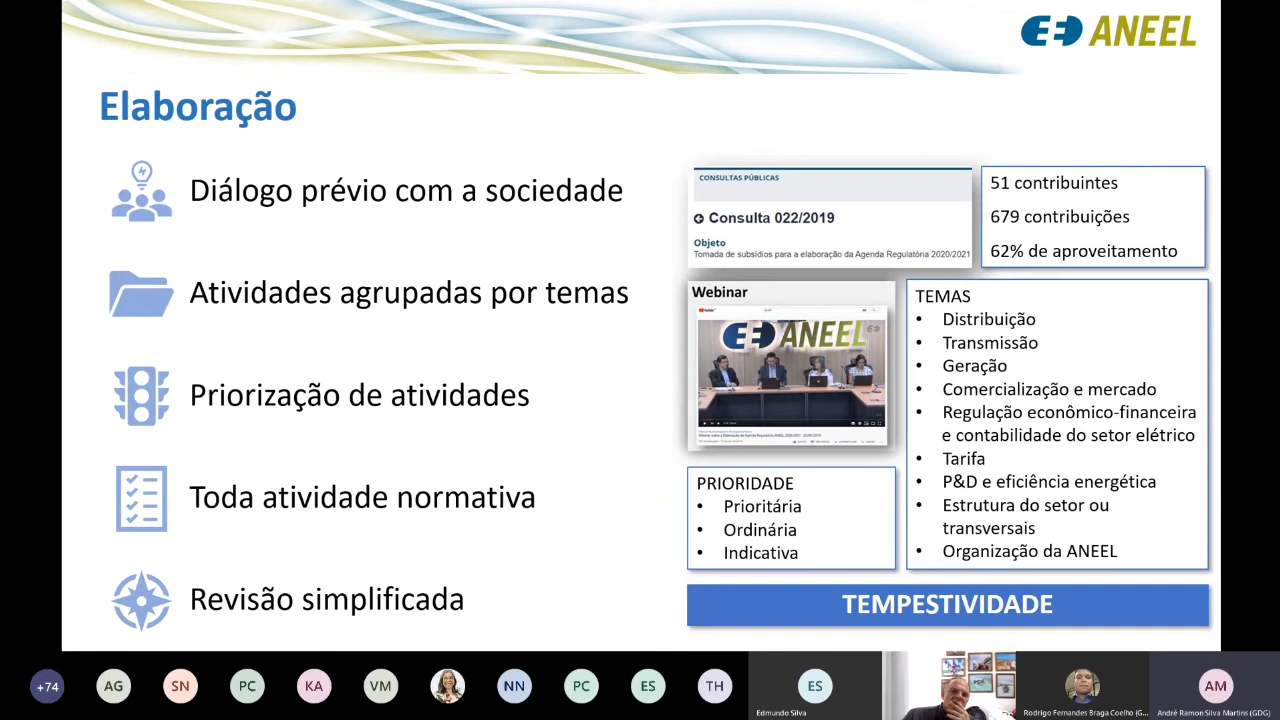 ANEEL
Elaboração
Diálogo prévio com a sociedade
Atividades agrupadas por temas
Priorização de atividades
Toda atividade normativa
Revisão simplificada
CONSULTAS PÚBLICAS
Consulta 022/2019
Objeto
Tomada de subsídios para a elaboração da Agenda Regulatória 2020/2021
51 contribuintes
679 contribuições
62% de aproveitamento
Webinar
ANEEL
PRIORIDADE
• Prioritária
• Ordinária
• Indicativa
TEMAS
• Distribuição
• Transmissão
• Geração
• Comercialização e mercado
• Regulação econômico-financeira
e contabilidade do setor elétrico
• Tarifa
• P&D e eficiência energética
• Estrutura do setor ou
transversais
• Organização da ANEEL
TEMPESTIVIDADE
+74
AG
SN
PC
KA
VM
NN
PC
ES
TH
ES
Edmundo Silva
Rodrigo Fernandes Braga Coelho (G...
AM
André Ramon Silva Martins (GDG)